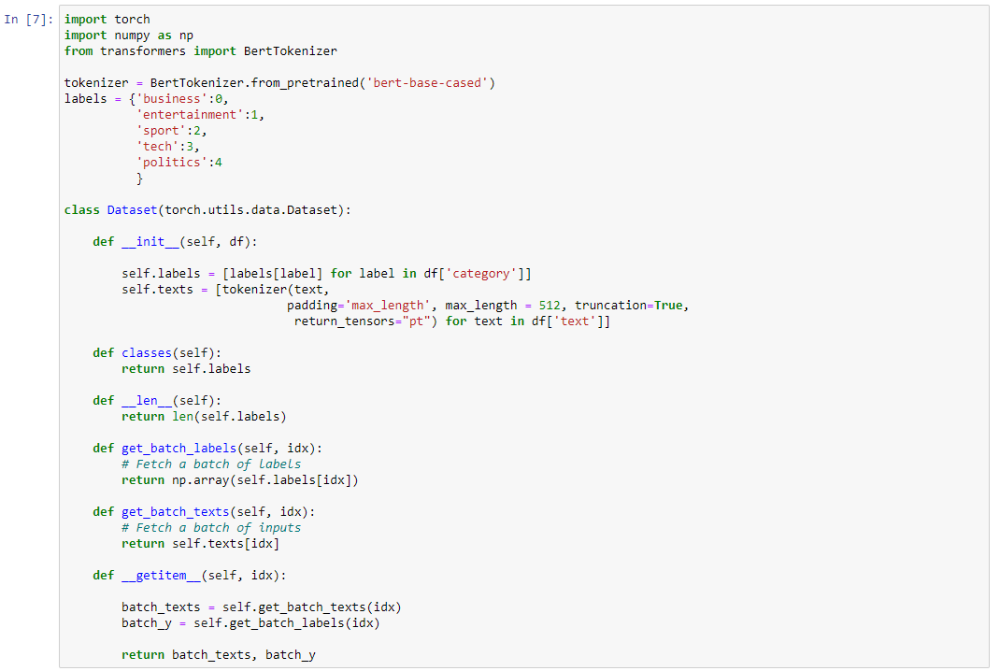 In [7]: import torch
import numpy as np
from transformers import BertTokenizer

tokenizer = BertTokenizer.from_pretrained('bert-base-cased')
labels = {'business':0,
          'entertainment':1,
          'sport':2,
          'tech':3,
          'politics':4
          }

class Dataset(torch.utils.data.Dataset):

    def __init__(self, df):

        self.labels = [labels[label] for label in df['category']]
        self.texts = [tokenizer(text,
                               padding='max_length', max_length = 512, truncation=True,
                                return_tensors="pt") for text in df['text']]

    def classes(self):
        return self.labels

    def __len__(self):
        return len(self.labels)

    def get_batch_labels(self, idx):
        # Fetch a batch of labels
        return np.array(self.labels[idx])

    def get_batch_texts(self, idx):
        # Fetch a batch of inputs
        return self.texts[idx]

    def __getitem__(self, idx):

        batch_texts = self.get_batch_texts(idx)
        batch_y = self.get_batch_labels(idx)

        return batch_texts, batch_y